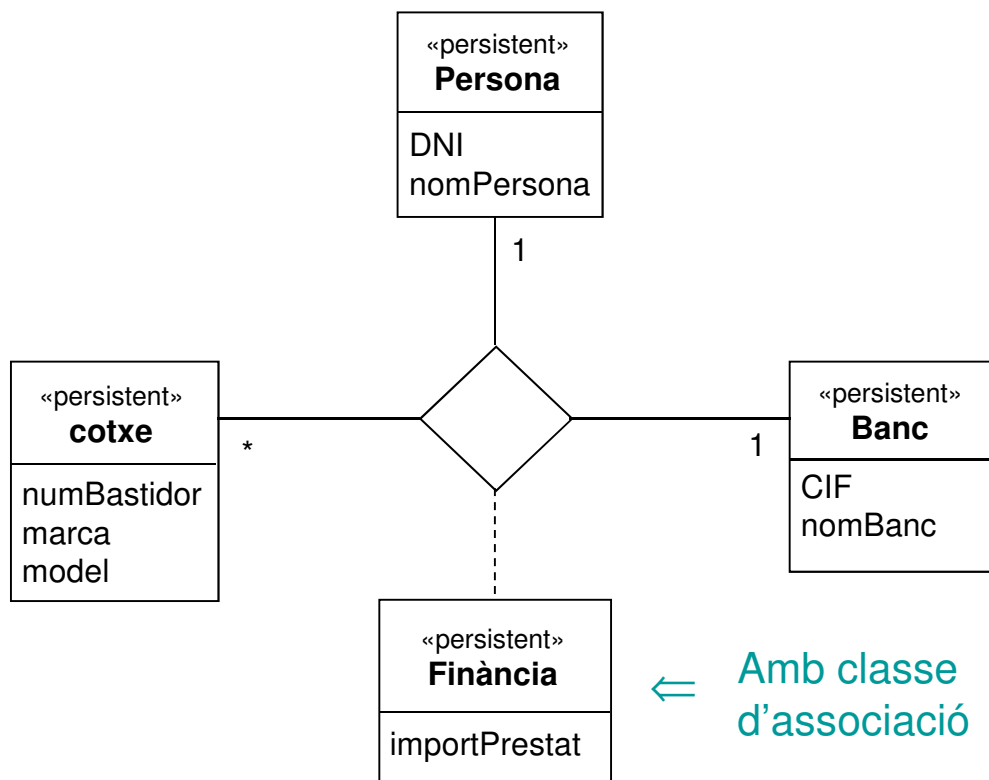 «persistent»
Persona
DNI
nomPersona
1
«persistent»
cotxe
numBastidor
marca
model
*
1
«persistent»
Banc
CIF
nomBanc
«persistent»
Finància
importPrestat
⇐ Amb classe
d'associació